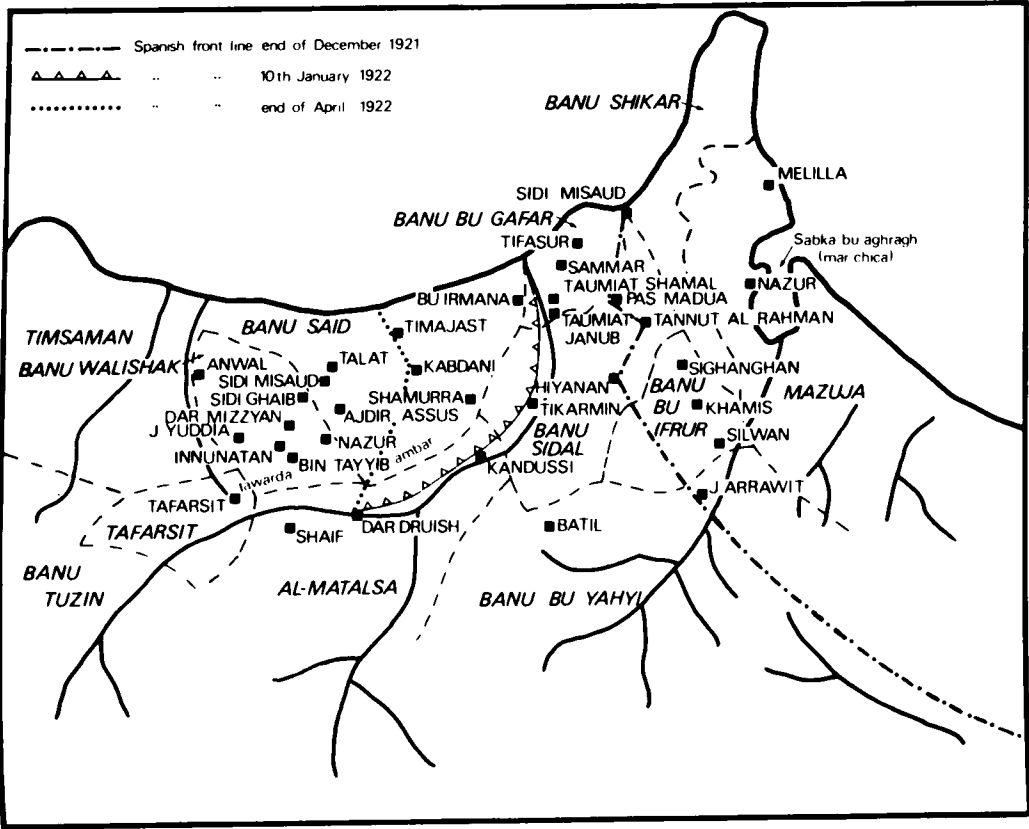 Spanish front line end of December 1921
.. .. 10th January 1922
.. .. end of April 1922
BANU SHIKAR
MELILLA
SIDI MISAUD
BANU BU GAFAR
TIFASUR
Sabka bu aghragh
(mar chica)
SAMMAR
TAUMIAT SHAMAL
NAZUR
BU IRMANA
PAS MADUA
TAUMIAT
JANUB
TANNUT AL RAHMAN
TIMSAMAN
BANU SAID
TIMAJAST
BANU WALISHAK
ANWAL
TALAT
KABDANI
SIGHANGHAN
SIDI MISAUD
HIYANAN
BANU
BU
IFRUR
MAZUJA
SIDI GHAIB
SHAMURRA
TIKARMIN
KHAMIS
DAR MIZZYAN
AJDIR ASSUS
J YUDDIA
NAZUR
BANU
SIDAL
SILWAN
INNUNATAN
BIN TAYYIB
ambar
KANDUSSI
lawarda
J ARRAWIT
TAFARSIT
TAFARSIT
SHAIF
DAR DRUISH
BATIL
BANU
TUZIN
AL-MATALSA
BANU BU YAHYI